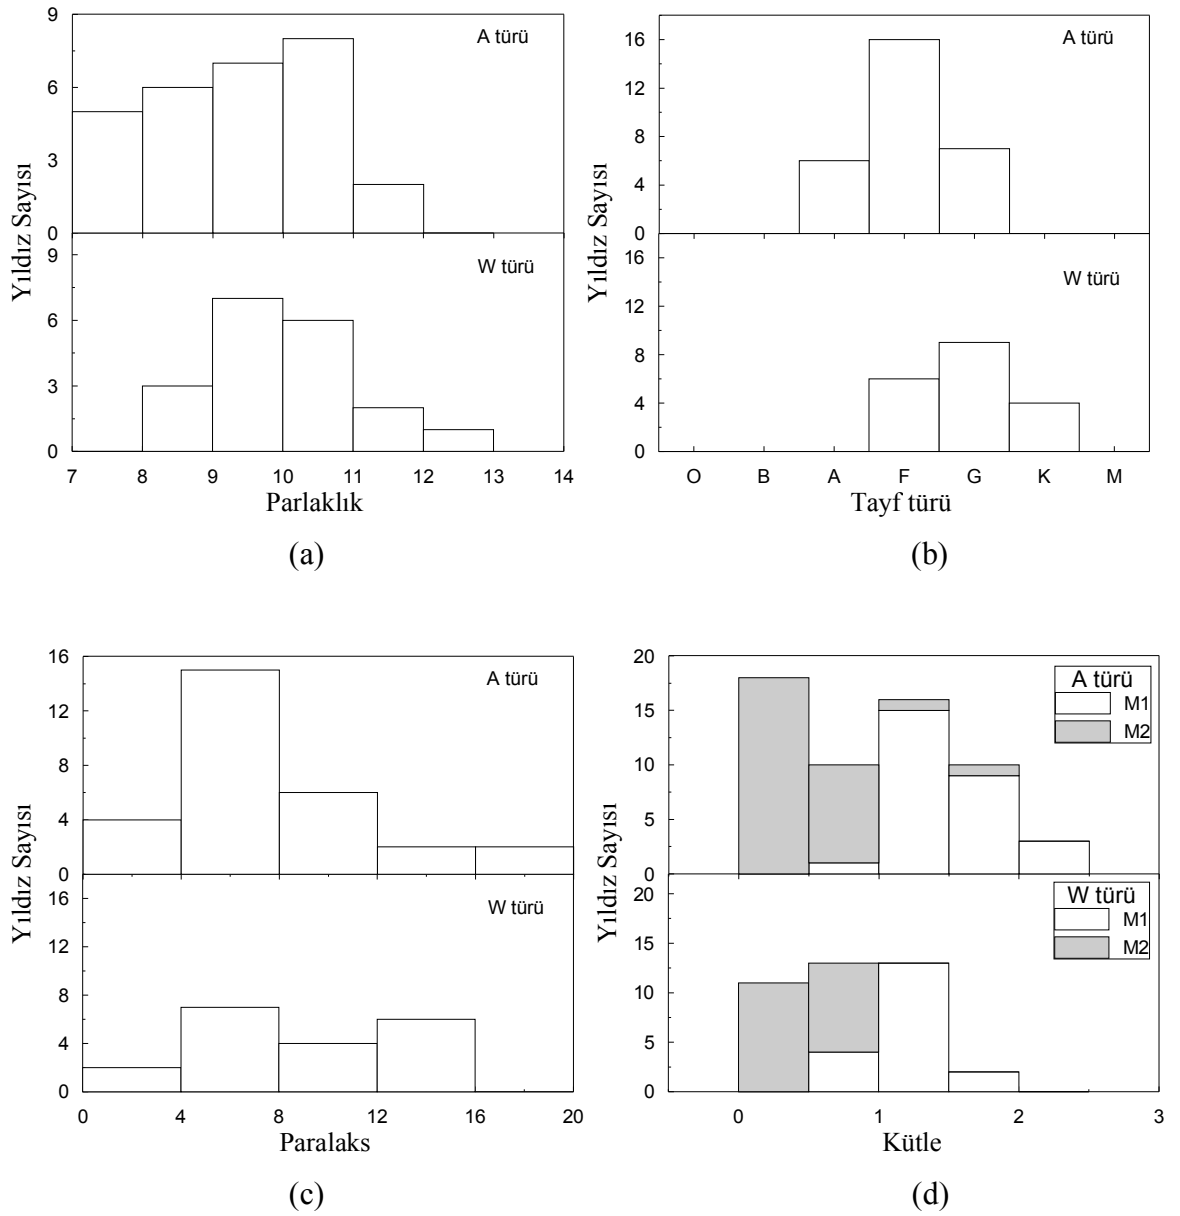 9
6
3
0
A türü
9
6
3
0
W türü
7 8 9 10 11 12 13 14
Yıldız Sayısı
Parlaklık
(a)
16
12
8
4
0
A türü
16
12
8
4
0
W türü
O B A F G K M
Yıldız Sayısı
Tayf türü
(b)
16
12
8
4
0
A türü
16
12
8
4
0
W türü
0 4 8 12 16 20
Yıldız Sayısı
Paralaks
(c)
20
15
10
5
0
A türü
M1
M2
20
15
10
5
0
W türü
M1
M2
0 1 2 3
Yıldız Sayısı
Kütle
(d)